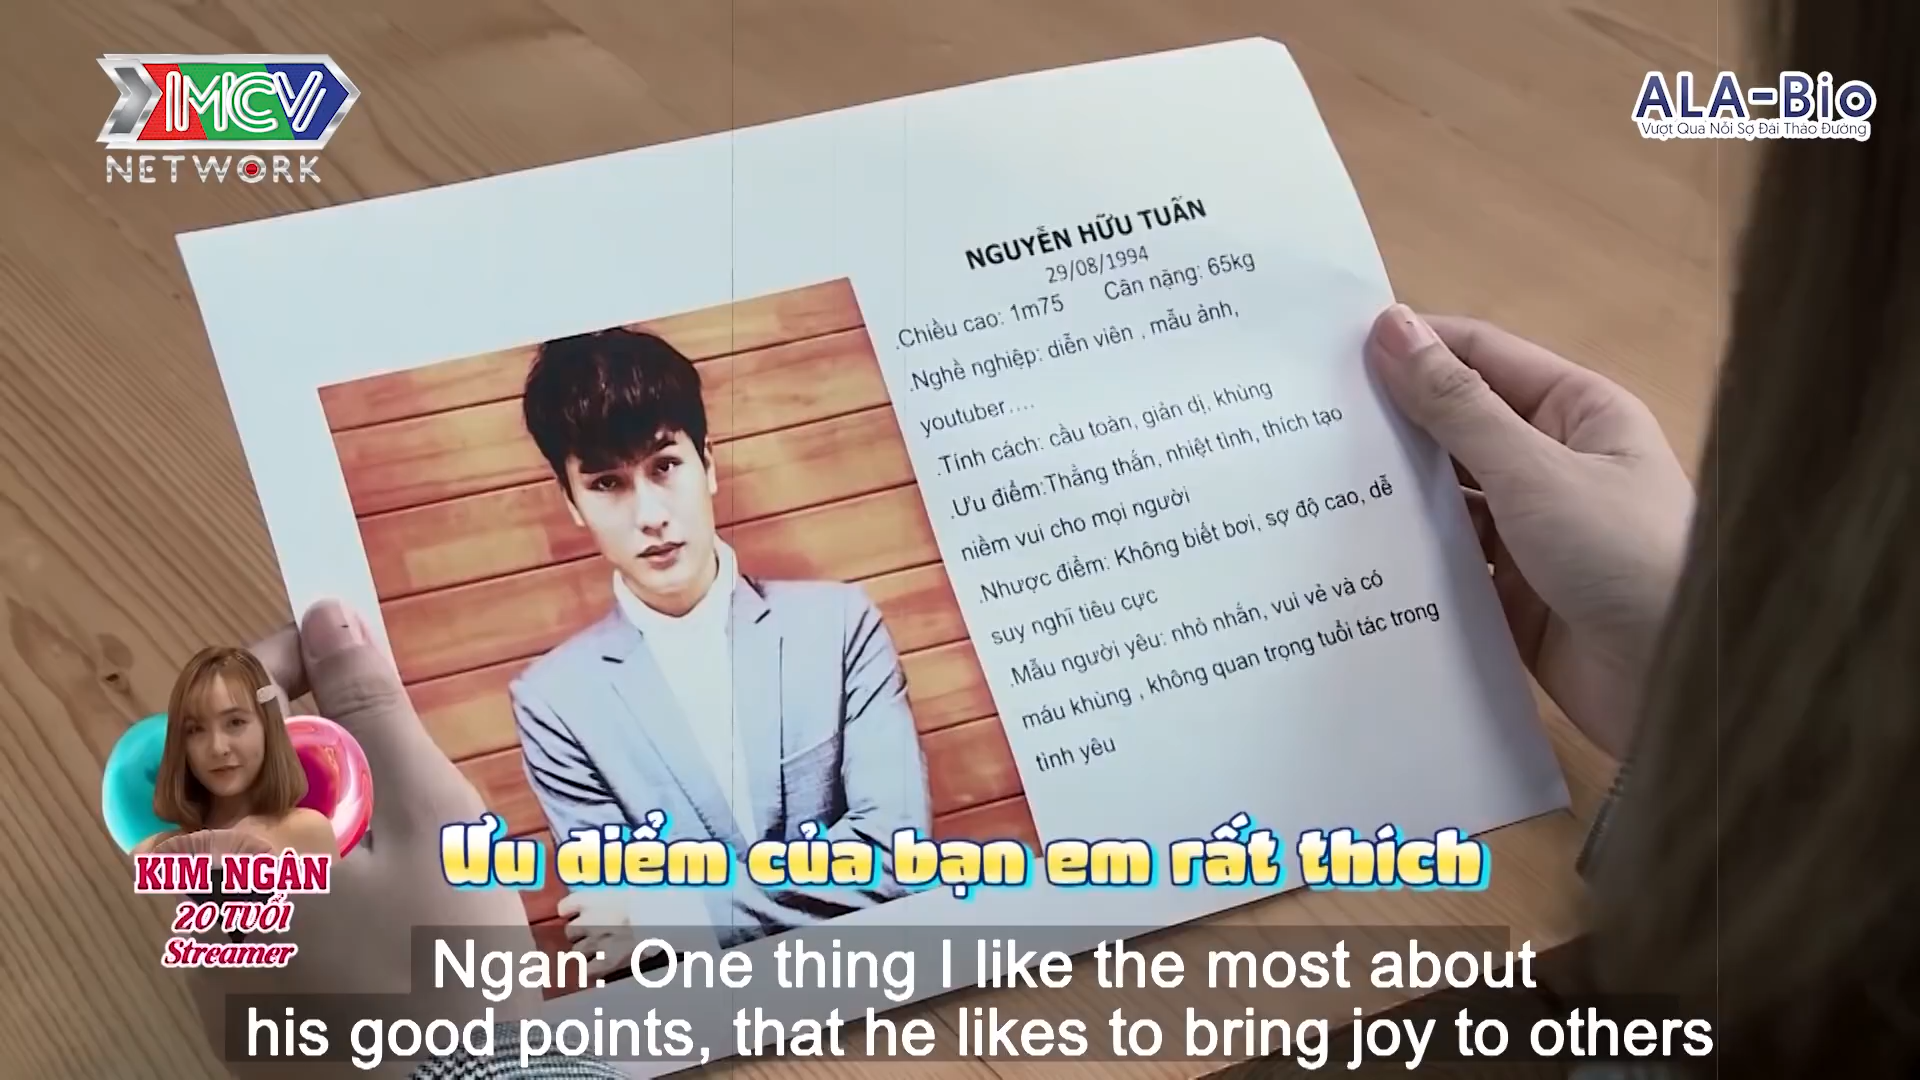 MCV
NETWORK
ALA-Bio
Vượt Qua Nỗi Sợ Đái Tháo Đường
NGUYỄN HỮU TUẤN
29/08/1994
.Chiều cao: 1m75 Cân nặng: 65kg
.Nghề nghiệp: diễn viên , mẫu ảnh,
youtuber....
.Tính cách: cầu toàn, giản dị, khùng
.Ưu điểm:Thẳng thắn, nhiệt tình, thích tạo
niềm vui cho mọi người
.Nhược điểm: Không biết bơi, sợ độ cao, dễ
suy nghĩ tiêu cực
.Mẫu người yêu: nhỏ nhắn, vui vẻ và có
máu khùng , không quan trọng tuổi tác trong
tình yêu
KIM NGÂN
20 TUỔI
Streamer
Ưu điểm của bạn em rất thích
Ngan: One thing I like the most about
his good points, that he likes to bring joy to others